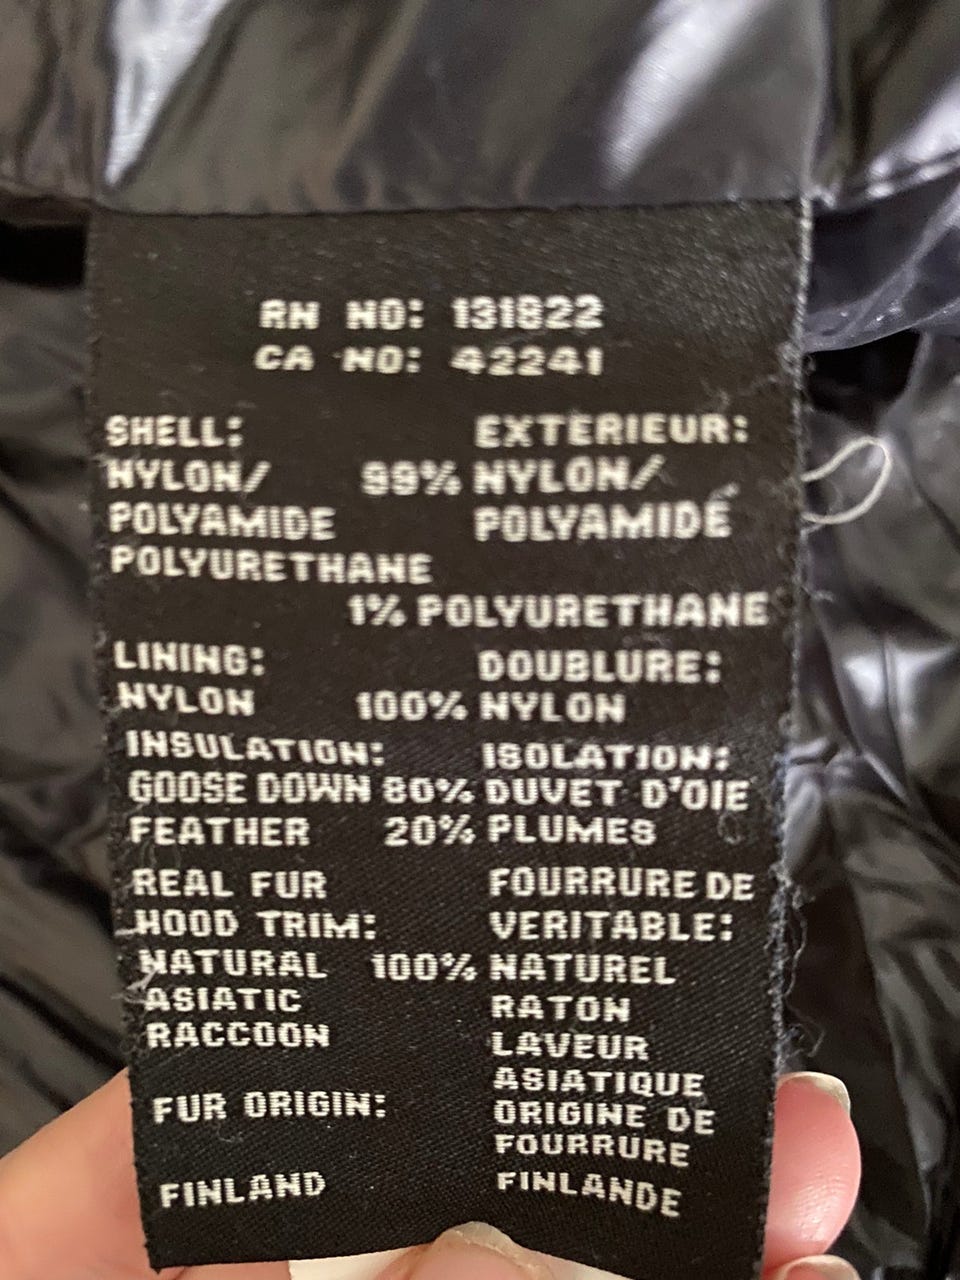 RN NO: 131822
CA NO: 42241
SHELL: EXTERIEUR:
NYLON/ 99% NYLON/
POLYAMIDE POLYAMIDE
POLYURETHANE
1% POLYURETHANE
LINING: DOUBLURE:
NYLON 100% NYLON
INSULATION: ISOLATION:
GOOSE DOWN 80% DUVET D'OIE
FEATHER 20% PLUMES
REAL FUR FOURRURE DE
HOOD TRIM: VERITABLE:
NATURAL 100% NATUREL
ASIATIC RATON
RACCOON LAVEUR
ASIATIQUE
FUR ORIGIN: ORIGINE DE
FOURRURE
FINLAND FINLANDE